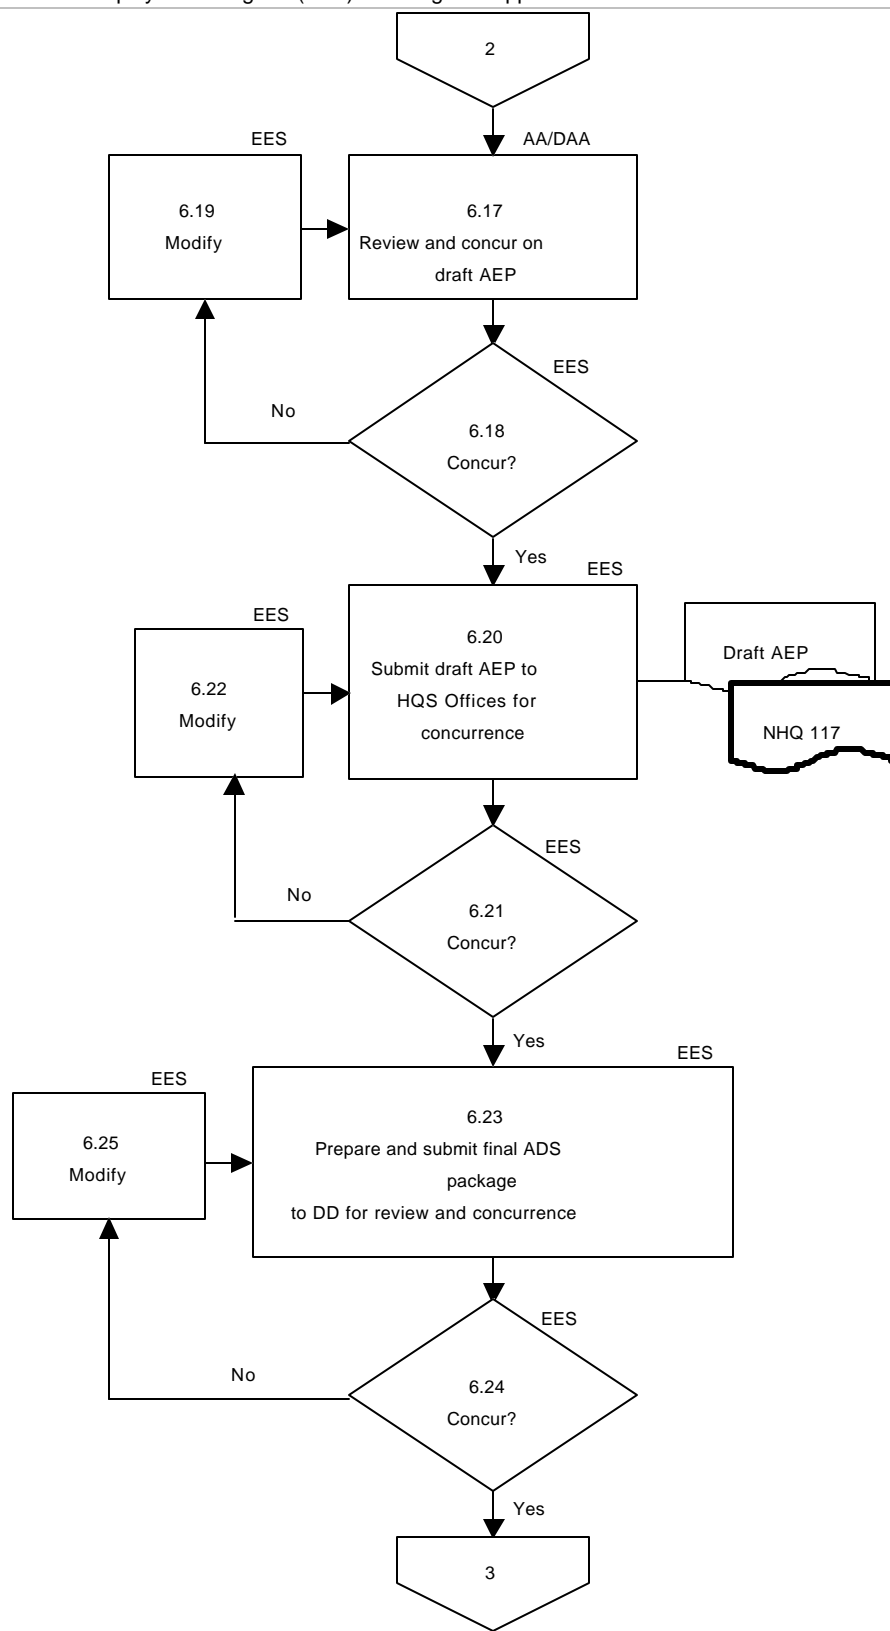 2
AA/DAA
EES
6.19
Modify
6.17
Review and concur on
draft AEP
EES
No
6.18
Concur?
Yes
EES
EES
6.20
Submit draft AEP to
HQS Offices for
concurrence
6.22
Modify
Draft AEP
NHQ 117
EES
No
6.21
Concur?
Yes
EES
EES
6.23
Prepare and submit final ADS
package
to DD for review and concurrence
6.25
Modify
EES
No
6.24
Concur?
Yes
3